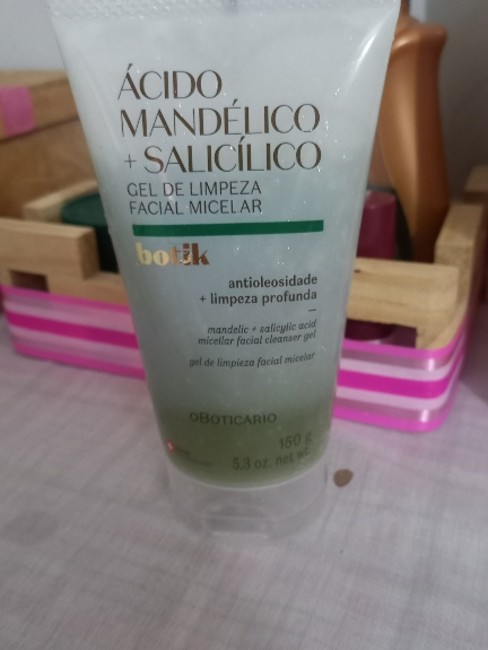 ÁCIDO
MANDÉLICO
+ SALICÍLICO
GEL DE LIMPEZA
FACIAL MICELAR
botik
antioleosidade
+ limpeza profunda
mandelic + salicylic acid
micellar facial cleanser gel
gel de limpieza facial micelar
oBOTICARIO
150 g
5.3 oz. net wt.